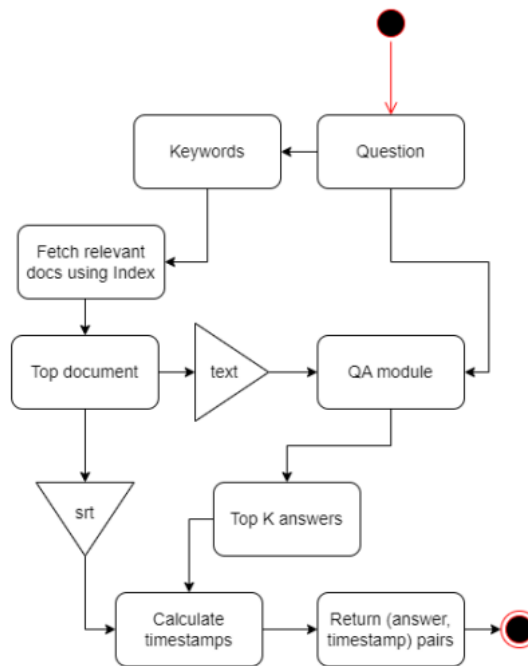 Keywords
Question
Fetch relevant
docs using Index
Top document
text
QA module
srt
Top K answers
Calculate
timestamps
Return (answer,
timestamp) pairs